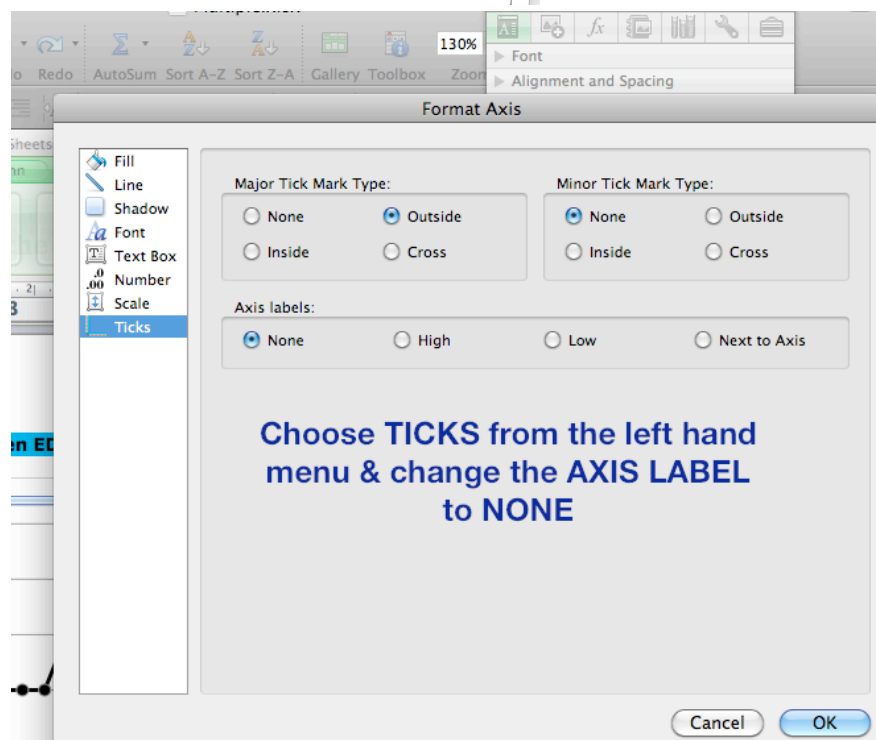 130%
Redo AutoSum Sort A-Z Sort Z-A Gallery Toolbox Zoom
Font
Alignment and Spacing
Format Axis
Sheets
Fill
Line
Shadow
Font
Text Box
Number
Scale
Ticks
Major Tick Mark Type:
None
Outside
Inside
Cross
Minor Tick Mark Type:
None
Outside
Inside
Cross
Axis labels:
None
High
Low
Next to Axis
Choose TICKS from the left hand
menu & change the AXIS LABEL
to NONE
Cancel
OK